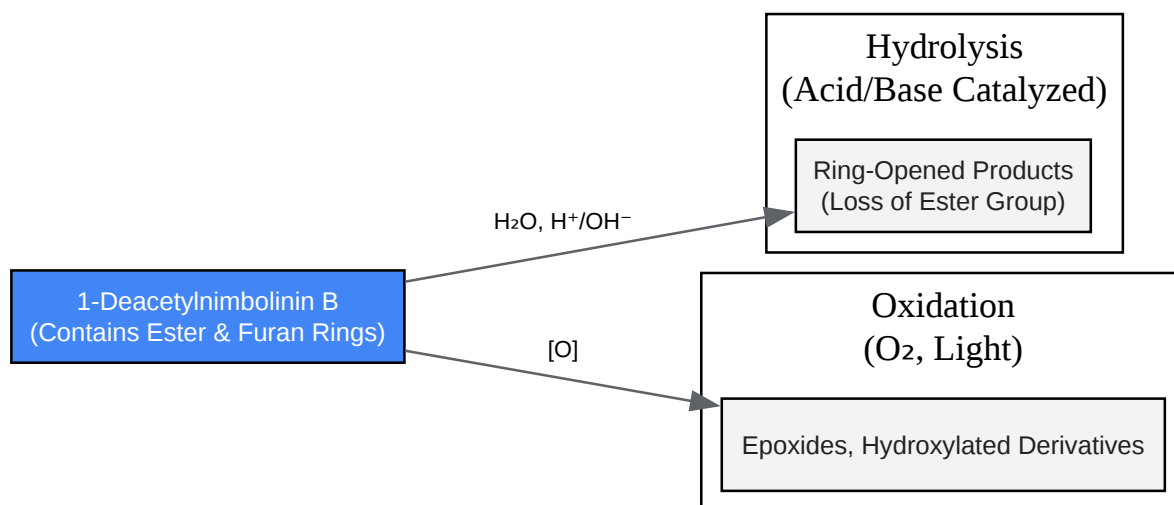 Hydrolysis
(Acid/Base Catalyzed)
Ring-Opened Products
(Loss of Ester Group)
H₂O, H⁺/OH⁻
1-Deacetylnimbolinin B
(Contains Ester & Furan Rings)
[O]
Oxidation
(O₂, Light)
Epoxides, Hydroxylated Derivatives